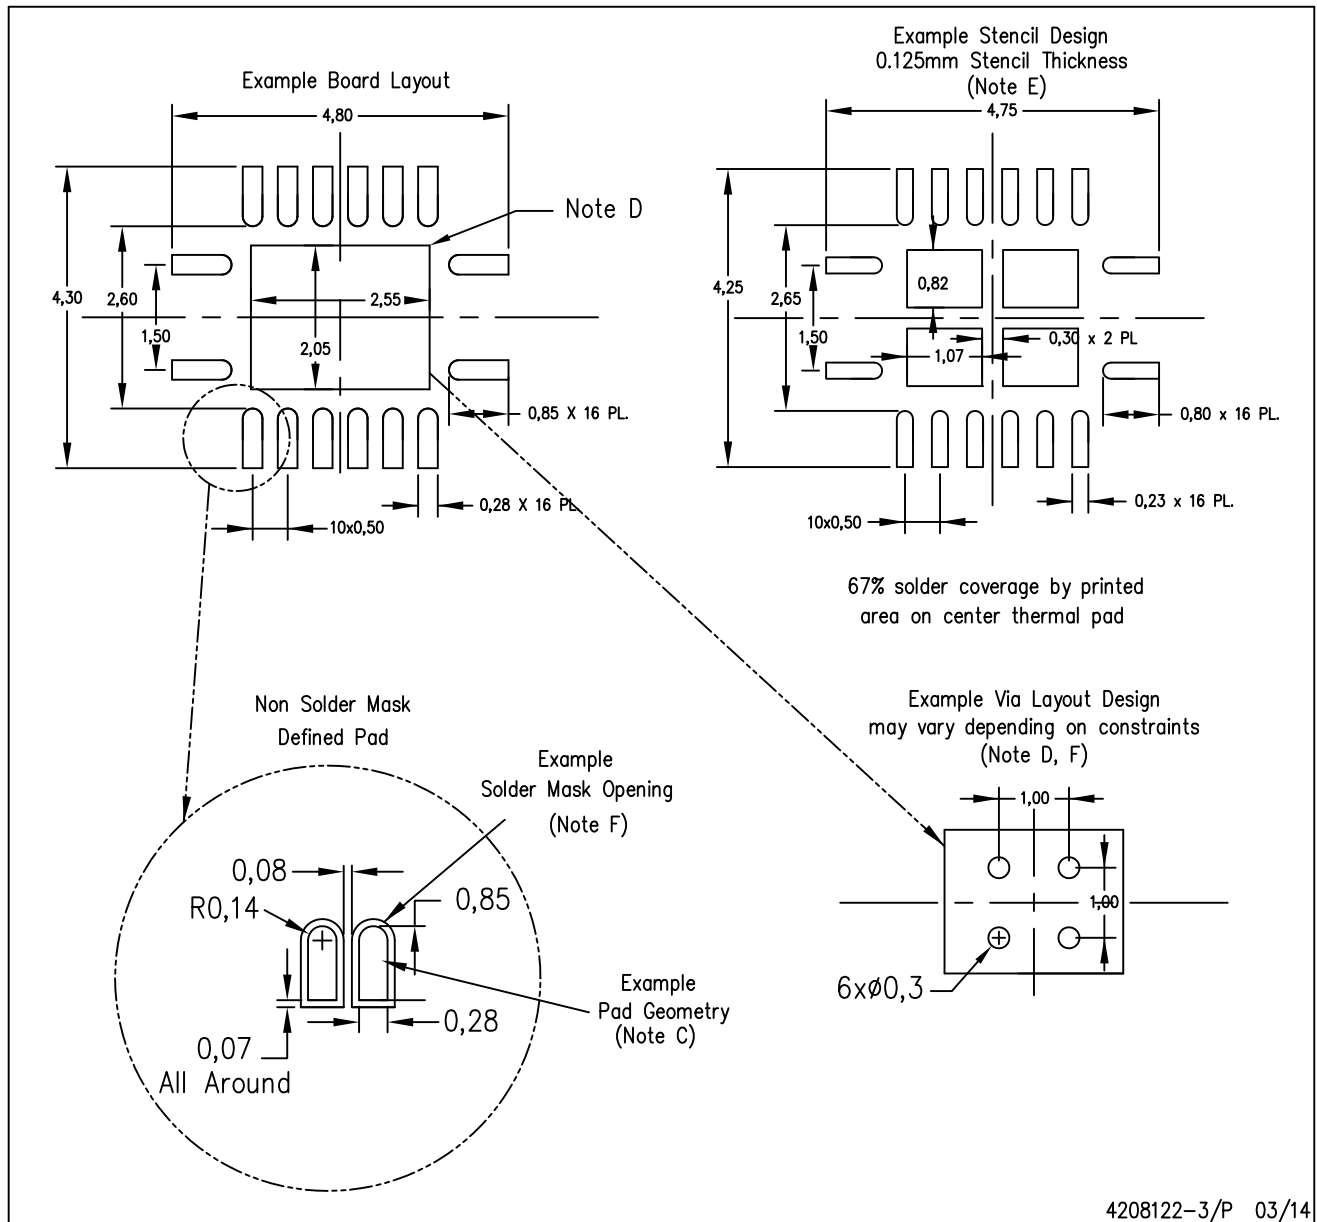 Example Board Layout
4,80
4,30
2,60
1,50
2,55
2,05
Note D
0,85 X 16 PL.
0,28 X 16 PL
10x0,50
Example Stencil Design
0.125mm Stencil Thickness
(Note E)
4,75
4,25
2,65
1,50
0,82
1,07
0,30 x 2 PL
0,80 x 16 PL.
0,23 x 16 PL.
10x0,50
67% solder coverage by printed
area on center thermal pad
Non Solder Mask
Defined Pad
Example
Solder Mask Opening
(Note F)
0,08
R0,14
0,85
0,28
0,07
All Around
Example
Pad Geometry
(Note C)
Example Via Layout Design
may vary depending on constraints
(Note D, F)
1,00
1,00
6xø0,3
4208122-3/P 03/14